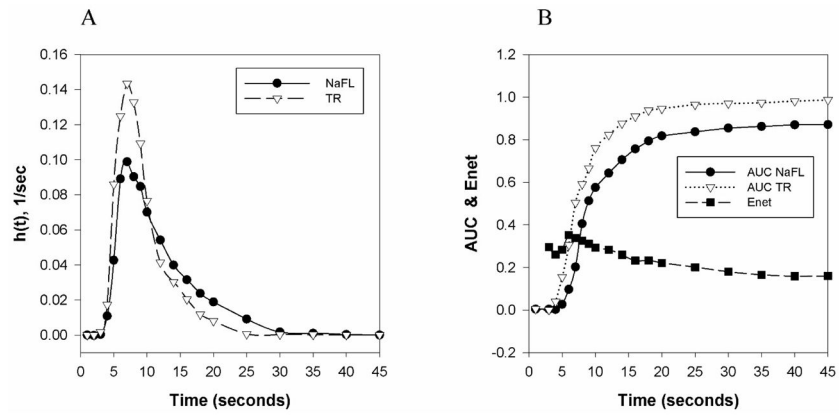 A
B
0.16
0.14
0.12
0.10
0.08
0.06
0.04
0.02
0.00
h(t), 1/sec
NaFL
TR
0 5 10 15 20 25 30 35 40 45
Time (seconds)
1.2
1.0
0.8
0.6
0.4
0.2
0.0
-0.2
AUC & Enet
AUC NaFL
AUC TR
Enet
0 5 10 15 20 25 30 35 40 45
Time (seconds)